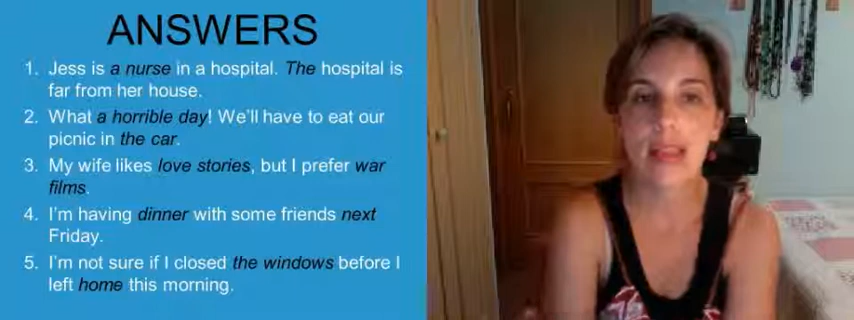 ANSWERS
1. Jess is a nurse in a hospital. The hospital is
far from her house.
2. What a horrible day! We'll have to eat our
picnic in the car.
3. My wife likes love stories, but I prefer war
films.
4. I'm having dinner with some friends next
Friday.
5. I'm not sure if I closed the windows before I
left home this morning.